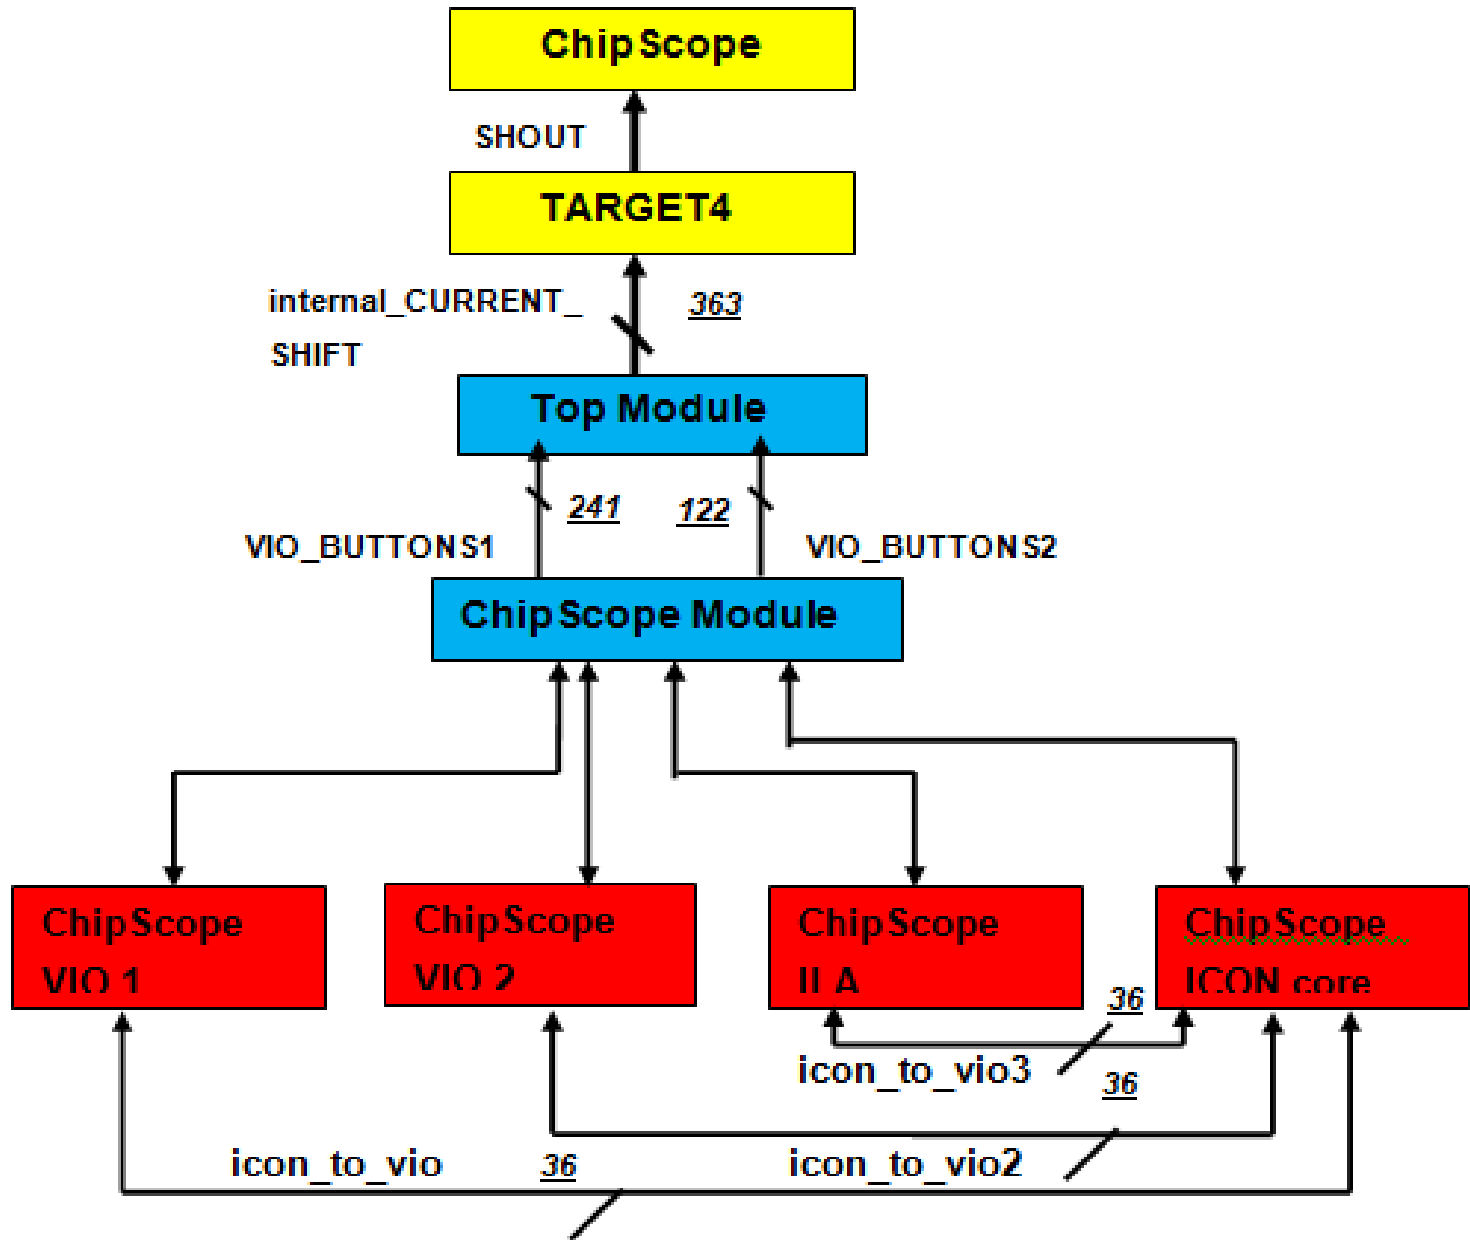 ChipScope
SHOUT
TARGET4
internal_CURRENT_
363
SHIFT
Top Module
241
122
VIO_BUTTONS1
VIO_BUTTONS2
ChipScope Module
ChipScope
VIO 1
ChipScope
VIO 2
ChipScope
ILA
ChipScope
ICON core
36
icon_to_vio3
36
icon_to_vio
36
icon_to_vio2